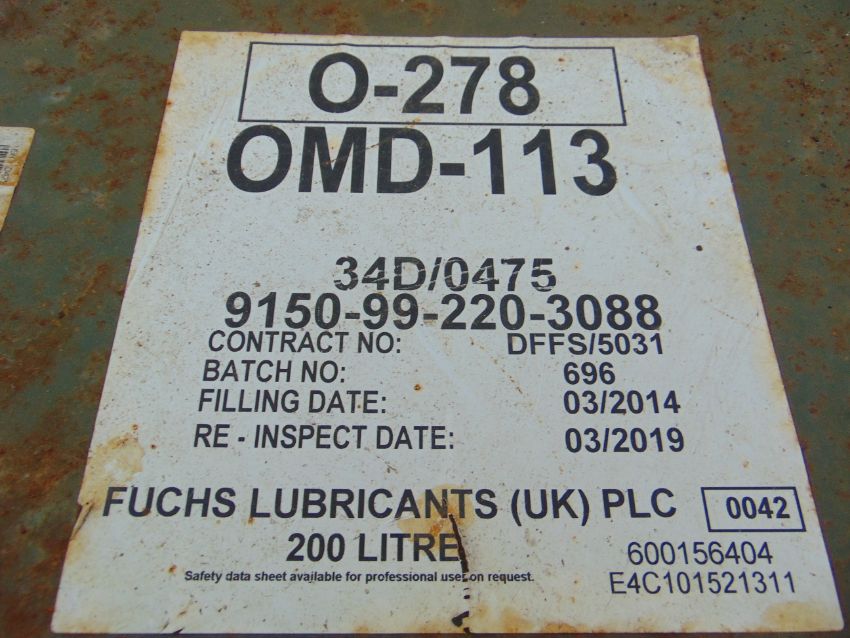 O-278
OMD-113
34D/0475
9150-99-220-3088
CONTRACT NO: DFFS/5031
BATCH NO: 696
FILLING DATE: 03/2014
RE - INSPECT DATE: 03/2019
FUCHS LUBRICANTS (UK) PLC 0042
200 LITRE 600156404
Safety data sheet available for professional user on request. E4C101521311